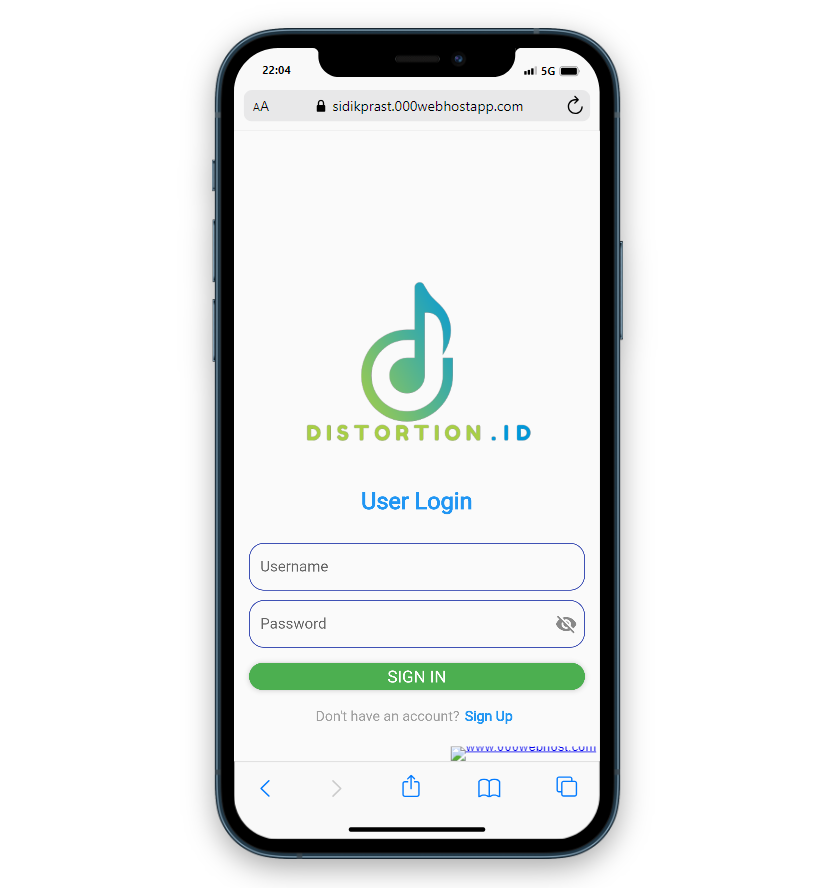 22:04 5G
AA sidikprast.000webhostapp.com
DISTORTION .ID
User Login
Username
Password
SIGN IN
Don't have an account? Sign Up
www.000webhost.com